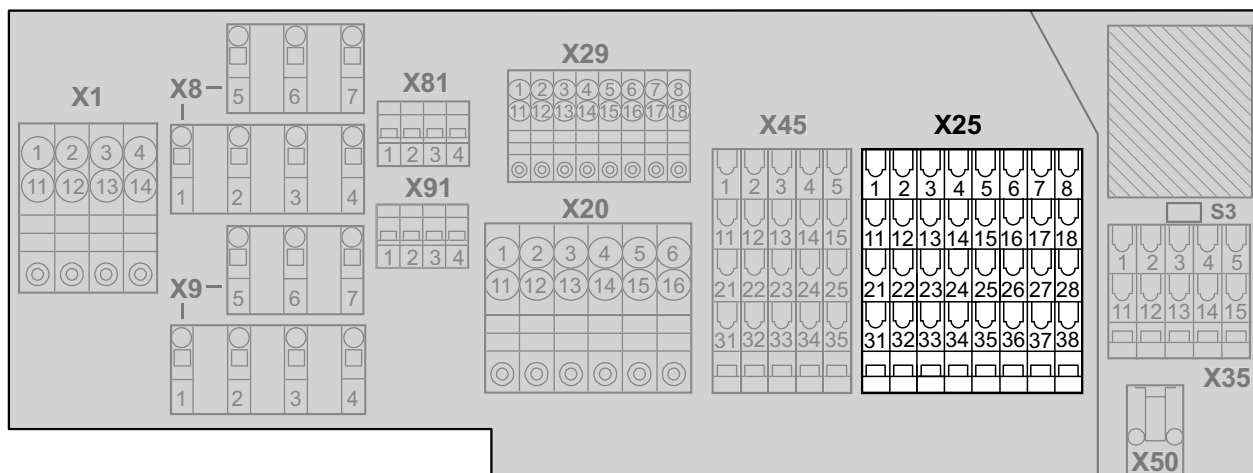 X1
1 2 3 4
11 12 13 14
X8
5 6 7
1 2 3 4
X9
5 6 7
1 2 3 4
X81
1 2 3 4
X91
1 2 3 4
X29
1 2 3 4 5 6 7 8
11 12 13 14 15 16 17 18
X20
1 2 3 4 5 6
11 12 13 14 15 16
X45
1 2 3 4 5
11 12 13 14 15
21 22 23 24 25
31 32 33 34 35
X25
1 2 3 4 5 6 7 8
11 12 13 14 15 16 17 18
21 22 23 24 25 26 27 28
31 32 33 34 35 36 37 38
S3
1 2 3 4 5
11 12 13 14 15
X35
X50